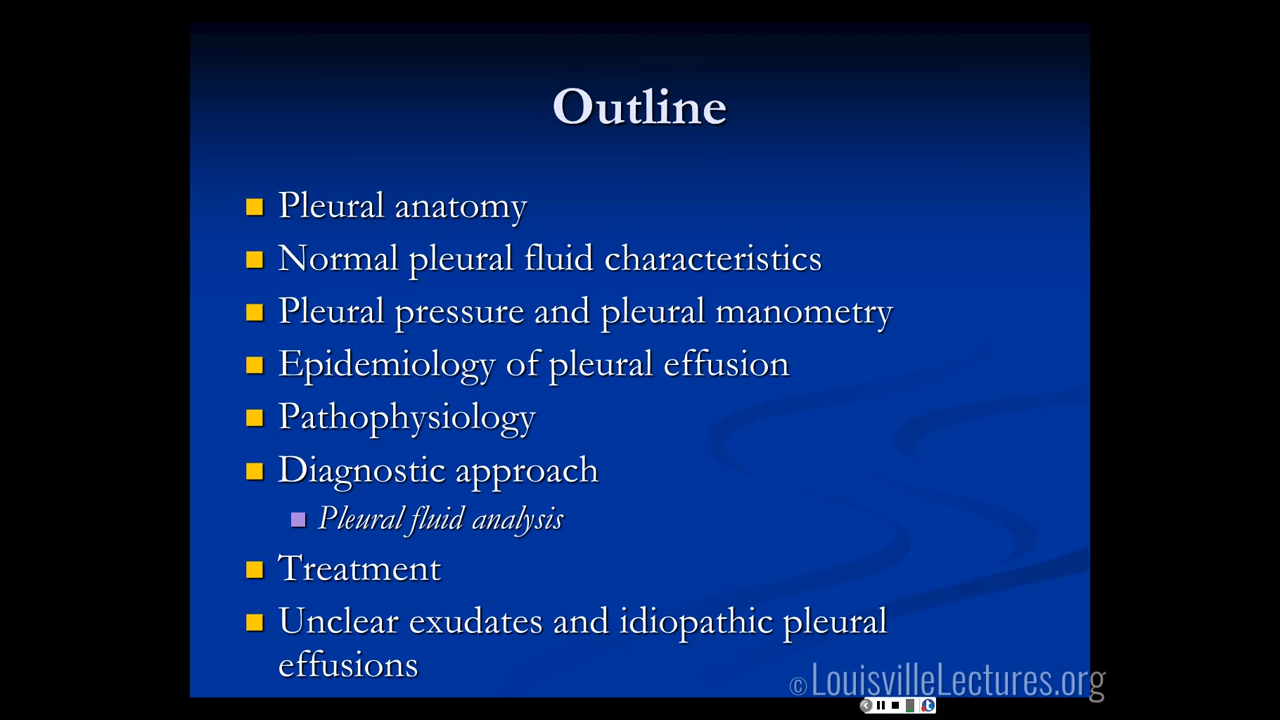 Outline
Pleural anatomy
Normal pleural fluid characteristics
Pleural pressure and pleural manometry
Epidemiology of pleural effusion
Pathophysiology
Diagnostic approach
Pleural fluid analysis
Treatment
Unclear exudates and idiopathic pleural
effusions
© LouisvilleLectures.org